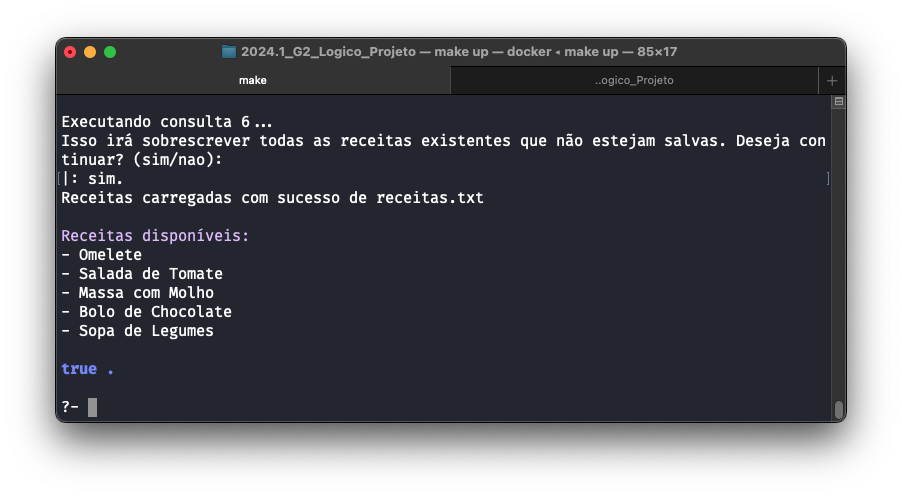 2024.1_G2_Logico_Projeto — make up — docker ◂ make up — 85×17
make
..ogico_Projeto
Executando consulta 6...
Isso irá sobrescrever todas as receitas existentes que não estejam salvas. Deseja con
tinuar? (sim/nao):
|: sim.
Receitas carregadas com sucesso de receitas.txt
Receitas disponíveis:
- Omelete
- Salada de Tomate
- Massa com Molho
- Bolo de Chocolate
- Sopa de Legumes
true .
?-